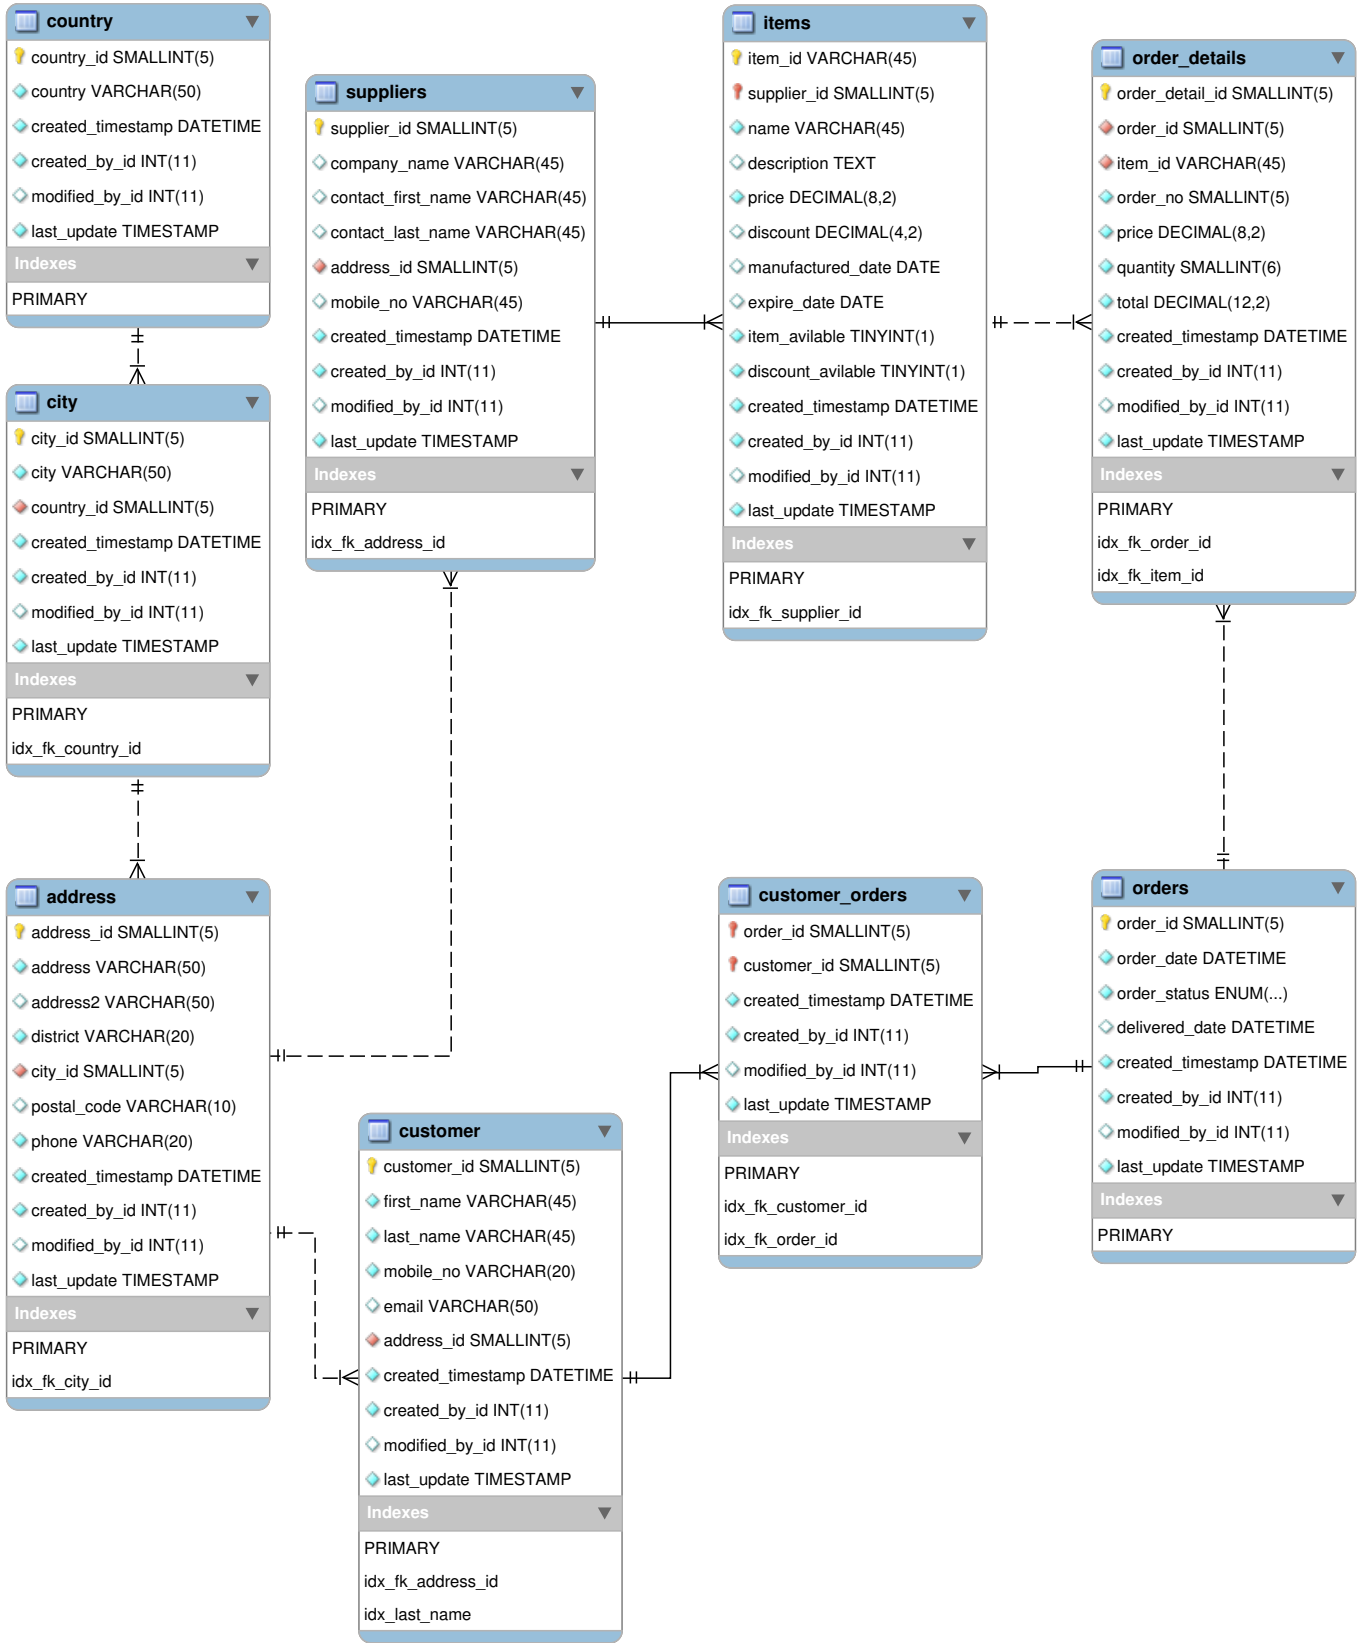 country
country_id SMALLINT(5)
country VARCHAR(50)
created_timestamp DATETIME
created_by_id INT(11)
modified_by_id INT(11)
last_update TIMESTAMP
Indexes
PRIMARY
city
city_id SMALLINT(5)
city VARCHAR(50)
country_id SMALLINT(5)
created_timestamp DATETIME
created_by_id INT(11)
modified_by_id INT(11)
last_update TIMESTAMP
Indexes
PRIMARY
idx_fk_country_id
address
address_id SMALLINT(5)
address VARCHAR(50)
address2 VARCHAR(50)
district VARCHAR(20)
city_id SMALLINT(5)
postal_code VARCHAR(10)
phone VARCHAR(20)
created_timestamp DATETIME
created_by_id INT(11)
modified_by_id INT(11)
last_update TIMESTAMP
Indexes
PRIMARY
idx_fk_city_id
suppliers
supplier_id SMALLINT(5)
company_name VARCHAR(45)
contact_first_name VARCHAR(45)
contact_last_name VARCHAR(45)
address_id SMALLINT(5)
mobile_no VARCHAR(45)
created_timestamp DATETIME
created_by_id INT(11)
modified_by_id INT(11)
last_update TIMESTAMP
Indexes
PRIMARY
idx_fk_address_id
customer
customer_id SMALLINT(5)
first_name VARCHAR(45)
last_name VARCHAR(45)
mobile_no VARCHAR(20)
email VARCHAR(50)
address_id SMALLINT(5)
created_timestamp DATETIME
created_by_id INT(11)
modified_by_id INT(11)
last_update TIMESTAMP
Indexes
PRIMARY
idx_fk_address_id
idx_last_name
items
item_id VARCHAR(45)
supplier_id SMALLINT(5)
name VARCHAR(45)
description TEXT
price DECIMAL(8,2)
discount DECIMAL(4,2)
manufactured_date DATE
expire_date DATE
item_avilable TINYINT(1)
discount_avilable TINYINT(1)
created_timestamp DATETIME
created_by_id INT(11)
modified_by_id INT(11)
last_update TIMESTAMP
Indexes
PRIMARY
idx_fk_supplier_id
customer_orders
order_id SMALLINT(5)
customer_id SMALLINT(5)
created_timestamp DATETIME
created_by_id INT(11)
modified_by_id INT(11)
last_update TIMESTAMP
Indexes
PRIMARY
idx_fk_customer_id
idx_fk_order_id
order_details
order_detail_id SMALLINT(5)
order_id SMALLINT(5)
item_id VARCHAR(45)
order_no SMALLINT(5)
price DECIMAL(8,2)
quantity SMALLINT(6)
total DECIMAL(12,2)
created_timestamp DATETIME
created_by_id INT(11)
modified_by_id INT(11)
last_update TIMESTAMP
Indexes
PRIMARY
idx_fk_order_id
idx_fk_item_id
orders
order_id SMALLINT(5)
order_date DATETIME
order_status ENUM(...)
delivered_date DATETIME
created_timestamp DATETIME
created_by_id INT(11)
modified_by_id INT(11)
last_update TIMESTAMP
Indexes
PRIMARY